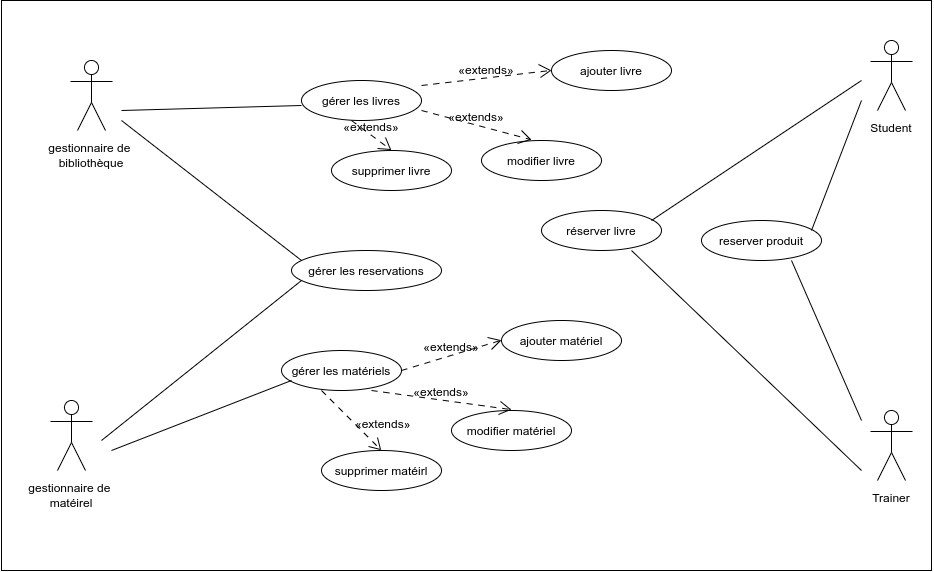 «extends»
ajouter livre
gérer les livres
«extends»
Student
«extends»
gestionnaire de
bibliothèque
modifier livre
supprimer livre
réserver livre
reserver produit
gérer les reservations
«extends»
ajouter matériel
gérer les matériels
«extends»
«extends»
modifier matériel
supprimer matéirl
gestionnaire de
matéirel
Trainer